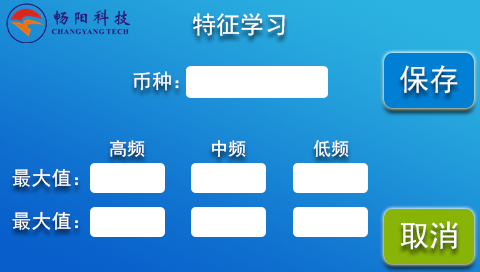 畅阳科技
CHANGYANG TECH
特征学习
币种：
保存
高频 中频 低频
最大值：
最大值：
取消